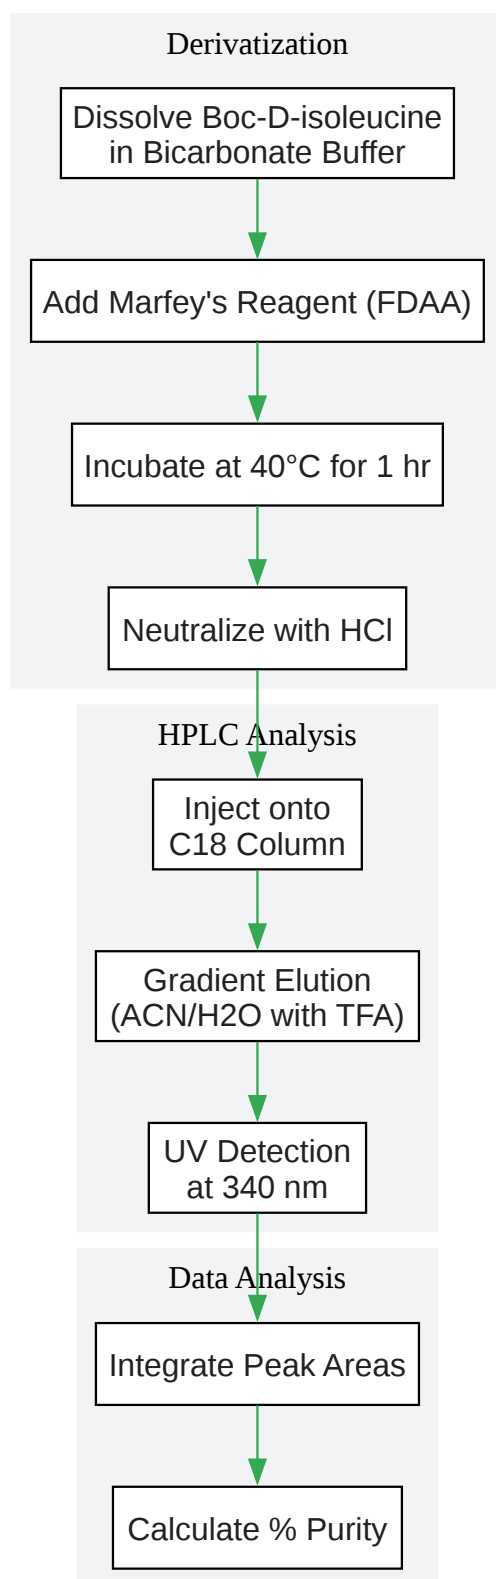 Derivatization
Dissolve Boc-D-isoleucine
in Bicarbonate Buffer
Add Marfey's Reagent (FDAA)
Incubate at 40°C for 1 hr
Neutralize with HCl
HPLC Analysis
Inject onto
C18 Column
Gradient Elution
(ACN/H2O with TFA)
UV Detection
at 340 nm
Data Analysis
Integrate Peak Areas
Calculate % Purity